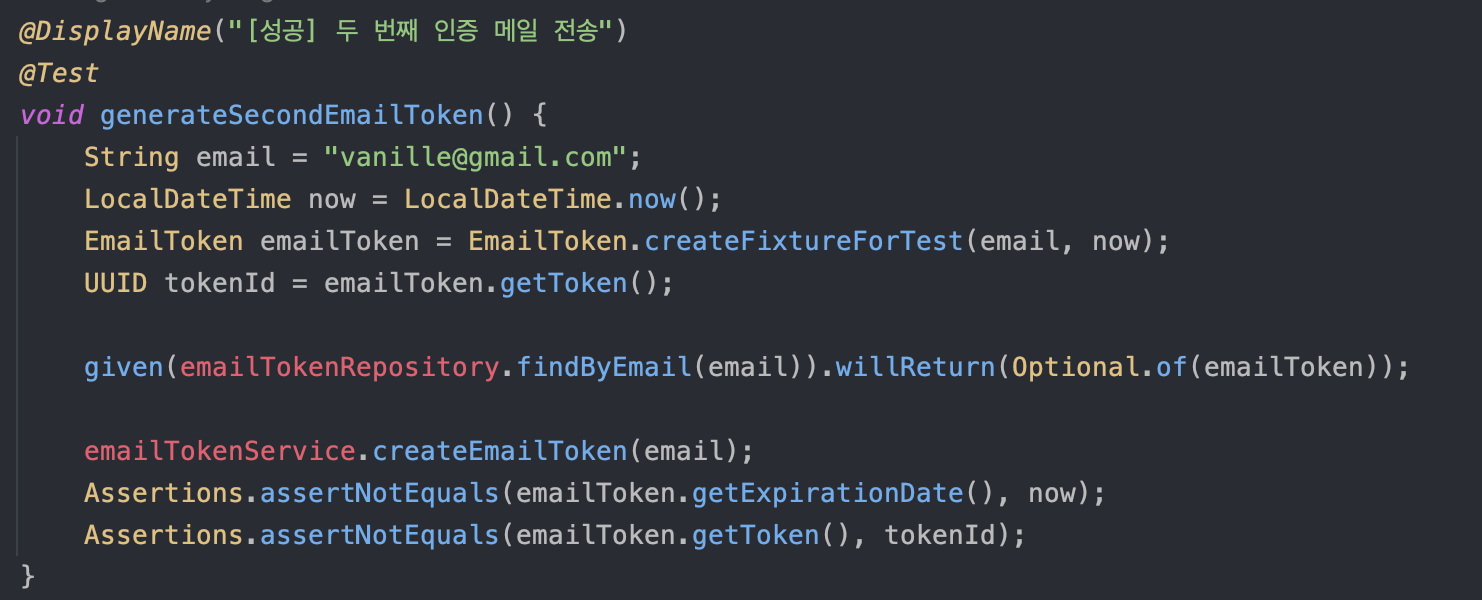 @DisplayName("[성공] 두 번째 인증 메일 전송")
@Test
void generateSecondEmailToken() {
    String email = "vanille@gmail.com";
    LocalDateTime now = LocalDateTime.now();
    EmailToken emailToken = EmailToken.createFixtureForTest(email, now);
    UUID tokenId = emailToken.getToken();

    given(emailTokenRepository.findByEmail(email)).willReturn(Optional.of(emailToken));

    emailTokenService.createEmailToken(email);
    Assertions.assertNotEquals(emailToken.getExpirationDate(), now);
    Assertions.assertNotEquals(emailToken.getToken(), tokenId);
}